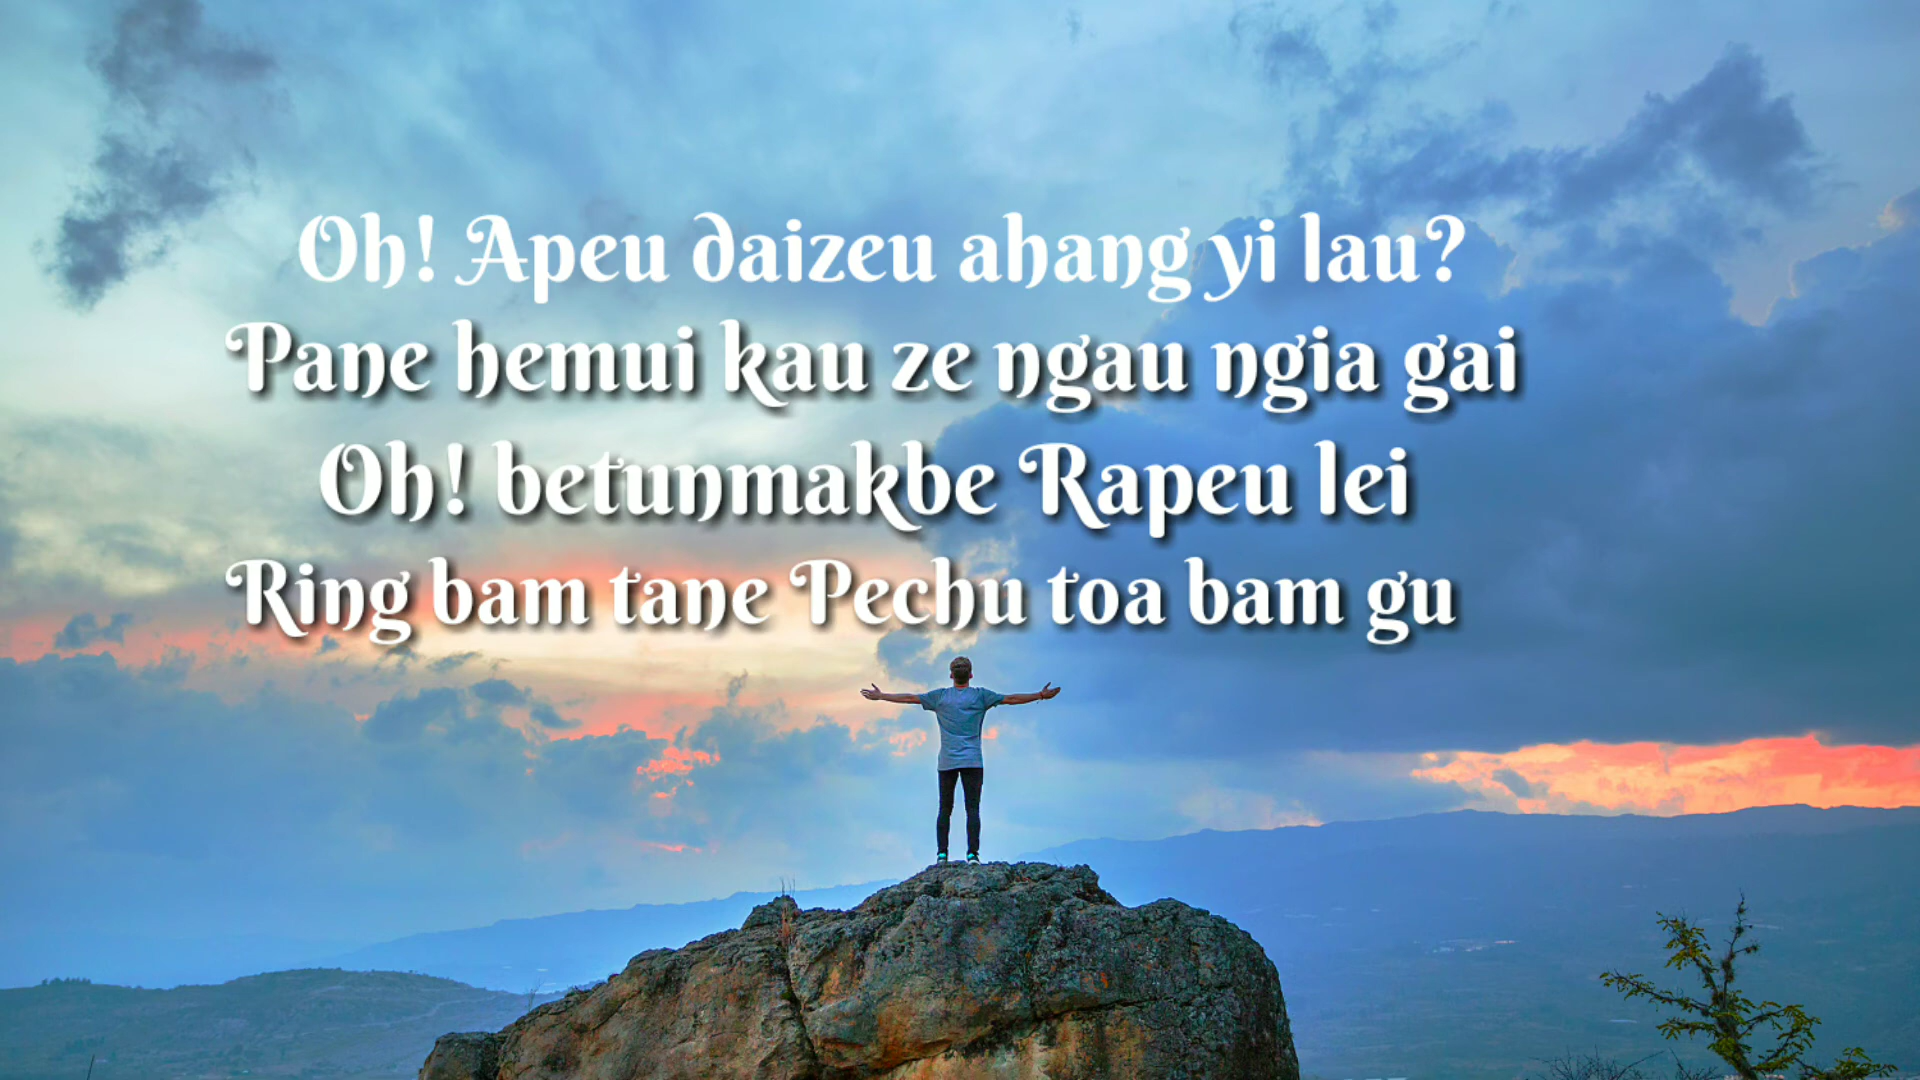 Oh! Apeu daizeu ahang yi lau?
Pane hemui kau ze ngau ngia gai
Oh! betunmakbe Rapeu lei
Ring bam tane Pechu toa bam gu